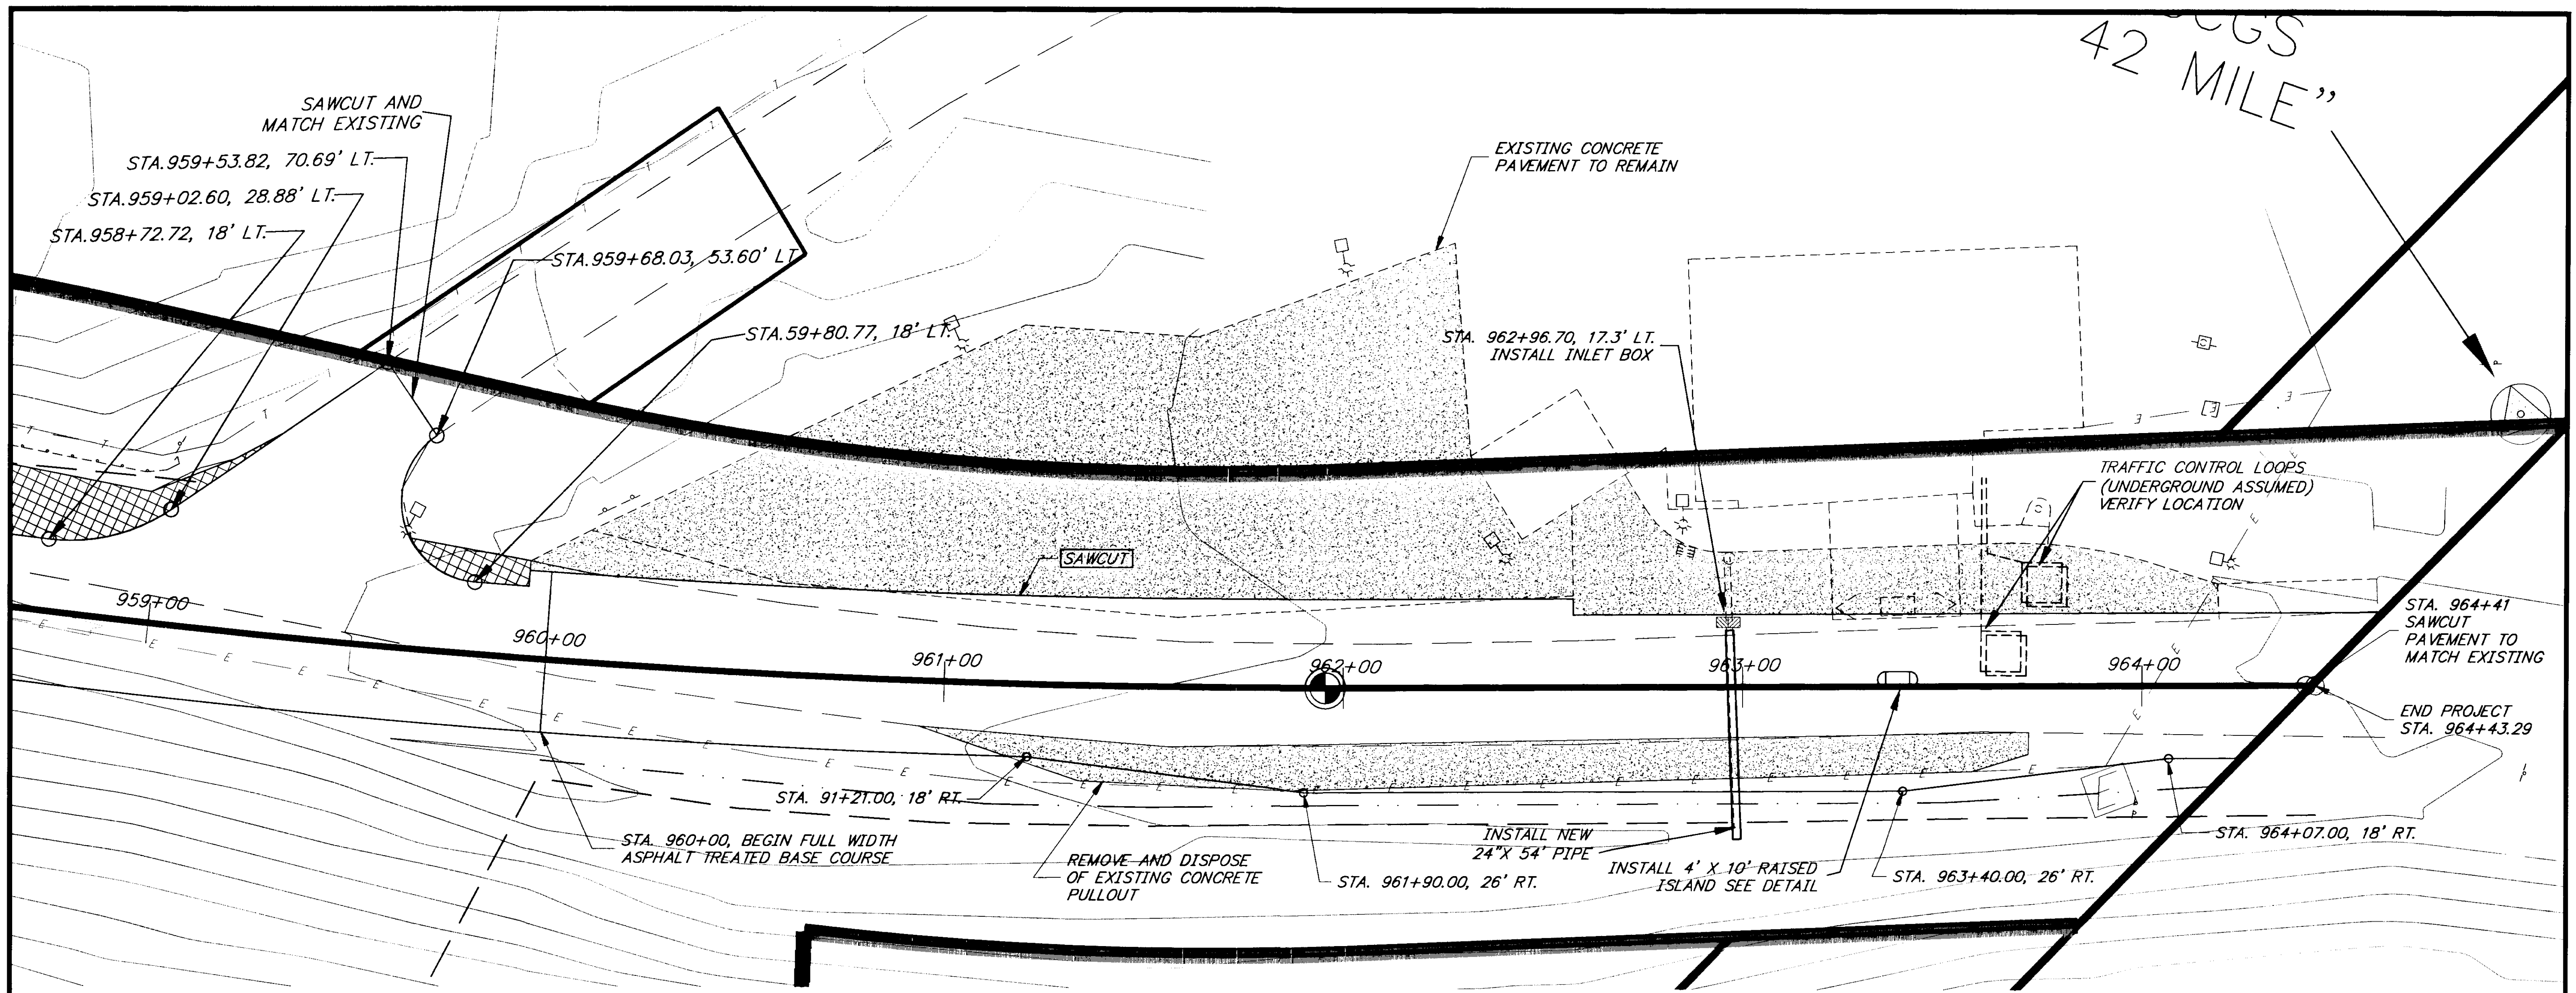 42 MILE"
SAWCUT AND
MATCH EXISTING
STA.959+53.82, 70.69' LT.
STA.959+02.60, 28.88' LT.
STA.958+72.72, 18' LT.
STA.959+68.03, 53.60' LT
STA.59+80.77, 18' LT.
EXISTING CONCRETE
PAVEMENT TO REMAIN
STA. 962+96.70, 17.3' LT.
INSTALL INLET BOX
TRAFFIC CONTROL LOOPS
(UNDERGROUND ASSUMED)
VERIFY LOCATION
SAWCUT
959+00
960+00
961+00
962+00
963+00
964+00
STA. 964+41
SAWCUT
PAVEMENT TO
MATCH EXISTING
END PROJECT
STA. 964+43.29
STA. 91+21.00, 18' RT.
STA. 960+00, BEGIN FULL WIDTH
ASPHALT TREATED BASE COURSE
REMOVE AND DISPOSE
OF EXISTING CONCRETE
PULLOUT
STA. 961+90.00, 26' RT.
INSTALL NEW
24"X 54' PIPE
INSTALL 4' X 10' RAISED
ISLAND SEE DETAIL
STA. 963+40.00, 26' RT.
STA. 964+07.00, 18' RT.